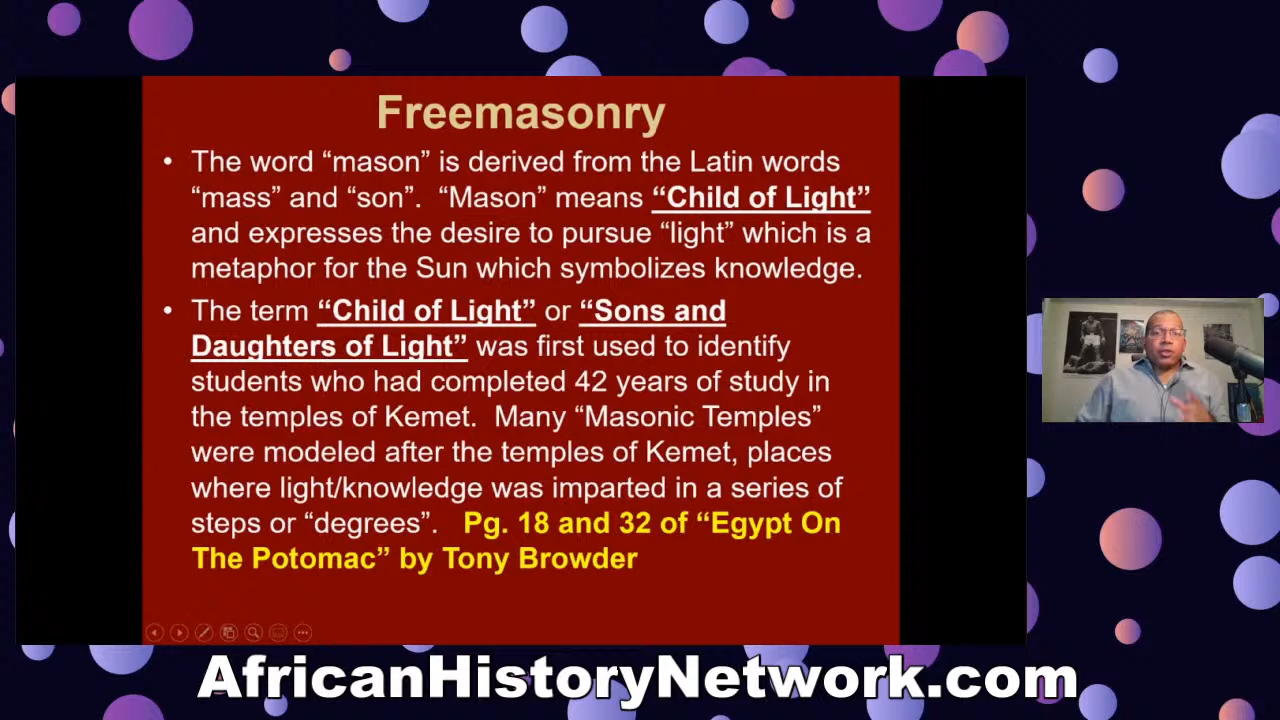 Freemasonry
• The word “mason” is derived from the Latin words
“mass” and “son”. “Mason” means “Child of Light”
and expresses the desire to pursue “light” which is a
metaphor for the Sun which symbolizes knowledge.
• The term “Child of Light” or “Sons and
Daughters of Light” was first used to identify
students who had completed 42 years of study in
the temples of Kemet. Many “Masonic Temples”
were modeled after the temples of Kemet, places
where light/knowledge was imparted in a series of
steps or “degrees”. Pg. 18 and 32 of “Egypt On
The Potomac” by Tony Browder
AfricanHistoryNetwork.com